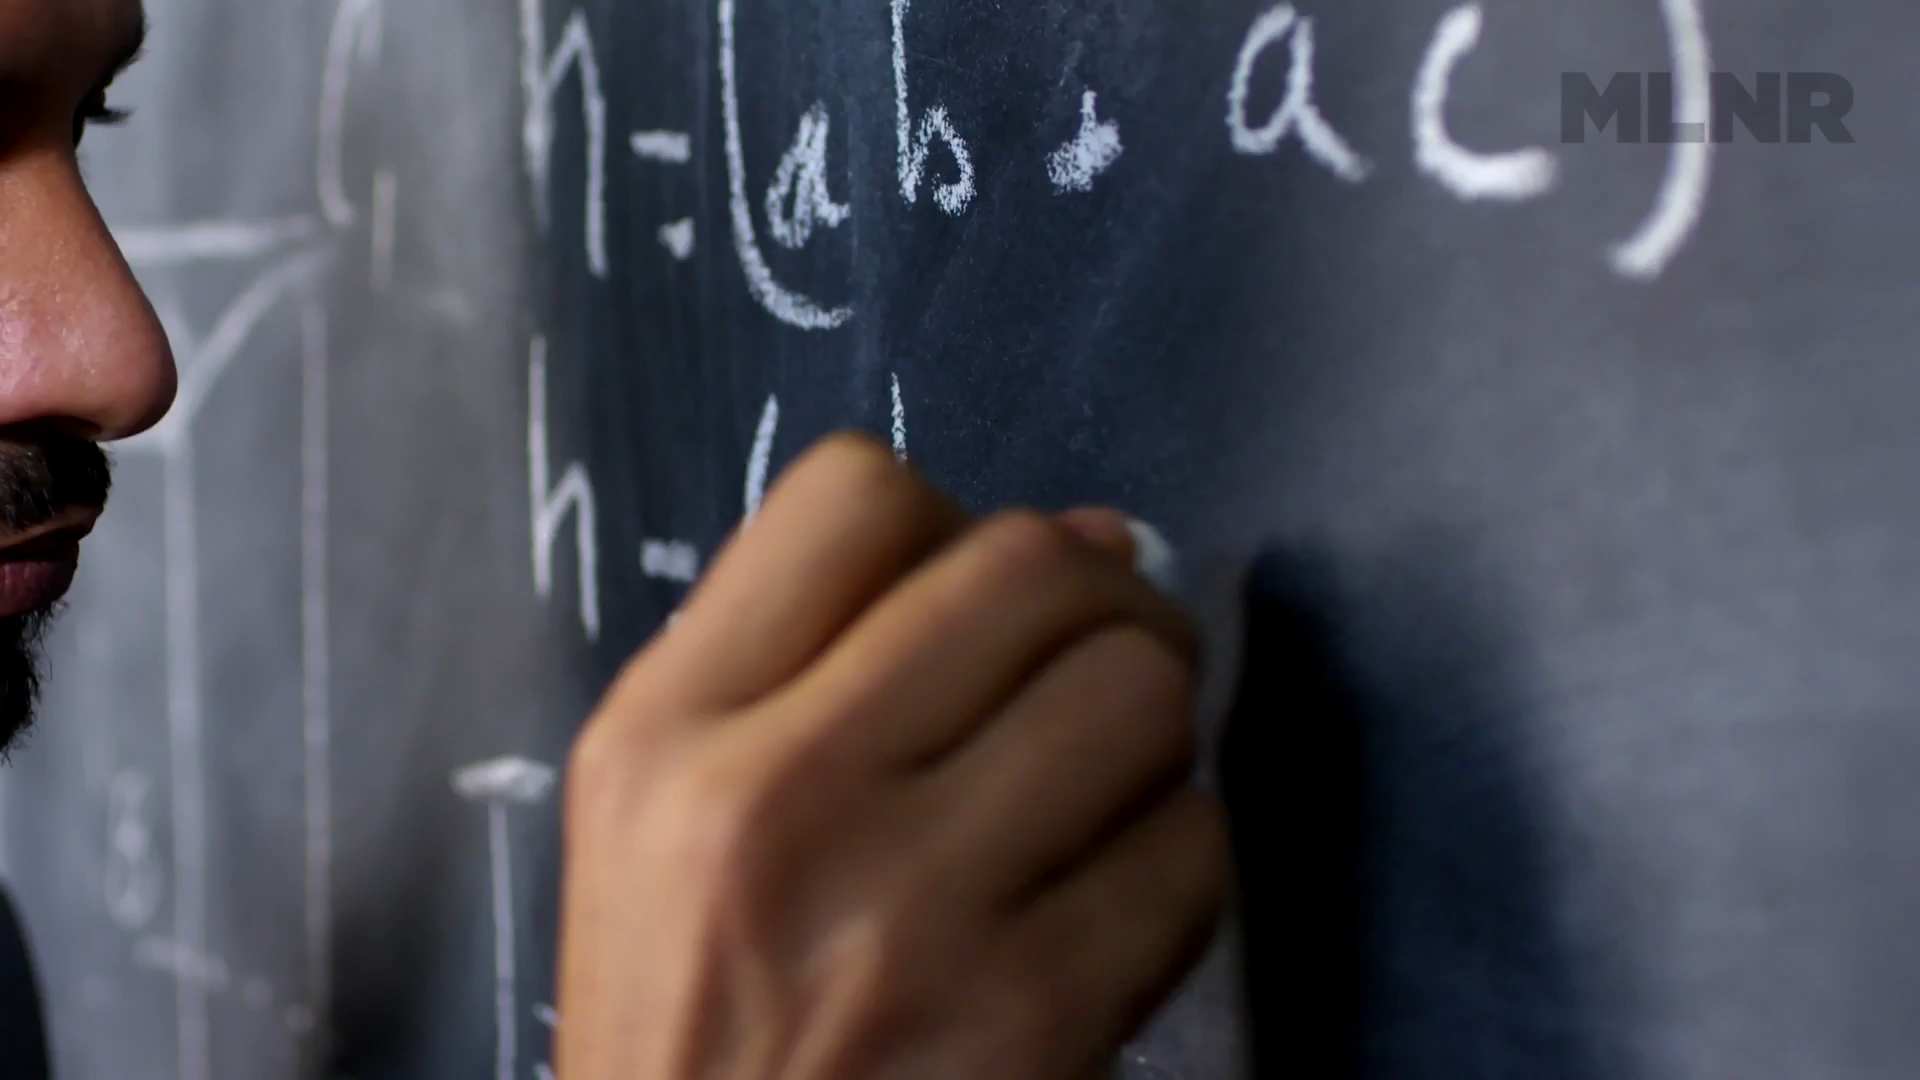 h = (ab · ac)
MLNR
h = (